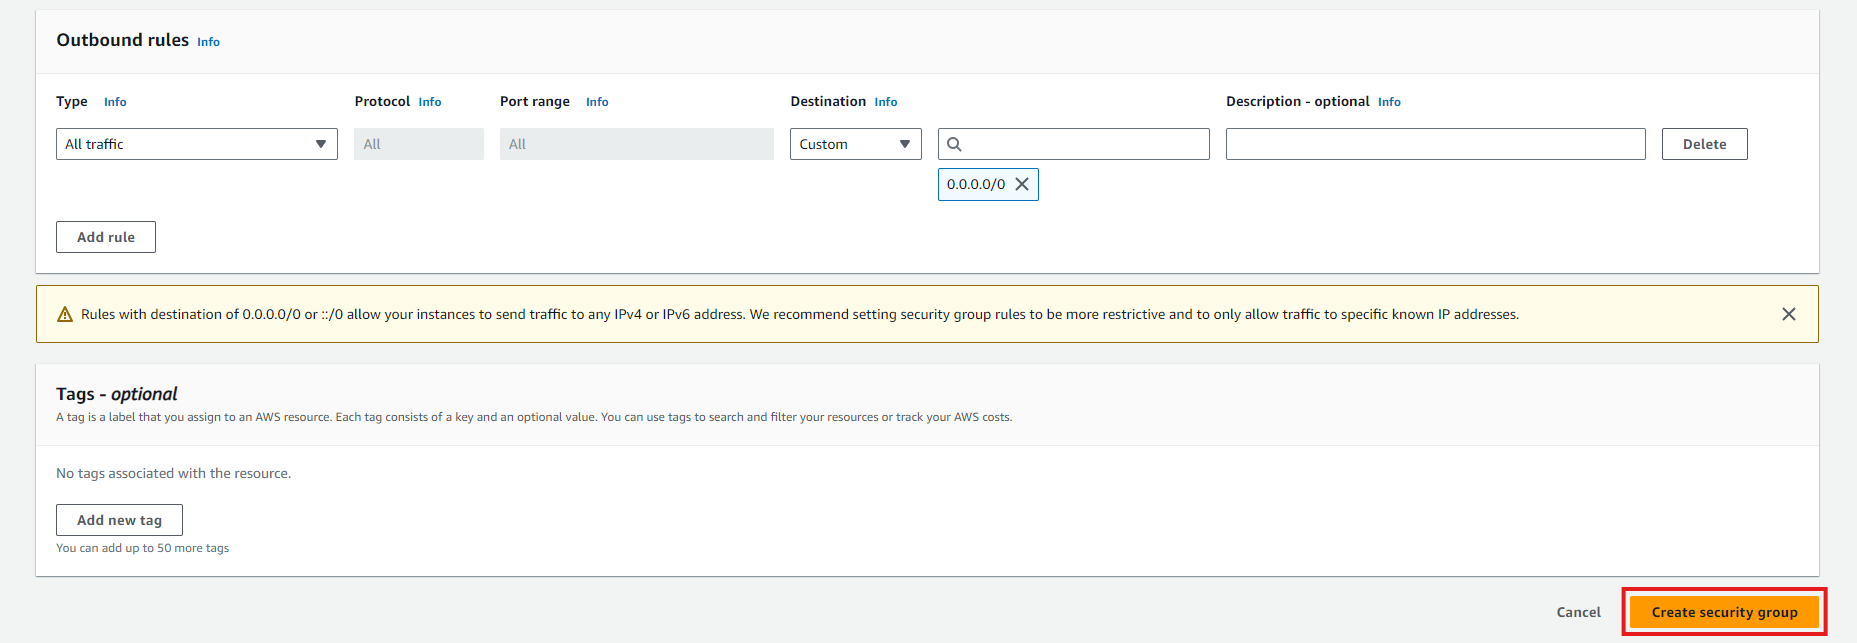 Outbound rules Info
Type Info Protocol Info Port range Info Destination Info Description - optional Info
All traffic All All Custom Delete
0.0.0.0/0
Add rule
Rules with destination of 0.0.0.0/0 or ::/0 allow your instances to send traffic to any IPv4 or IPv6 address. We recommend setting security group rules to be more restrictive and to only allow traffic to specific known IP addresses.
Tags - optional
A tag is a label that you assign to an AWS resource. Each tag consists of a key and an optional value. You can use tags to search and filter your resources or track your AWS costs.
No tags associated with the resource.
Add new tag
You can add up to 50 more tags
Cancel Create security group